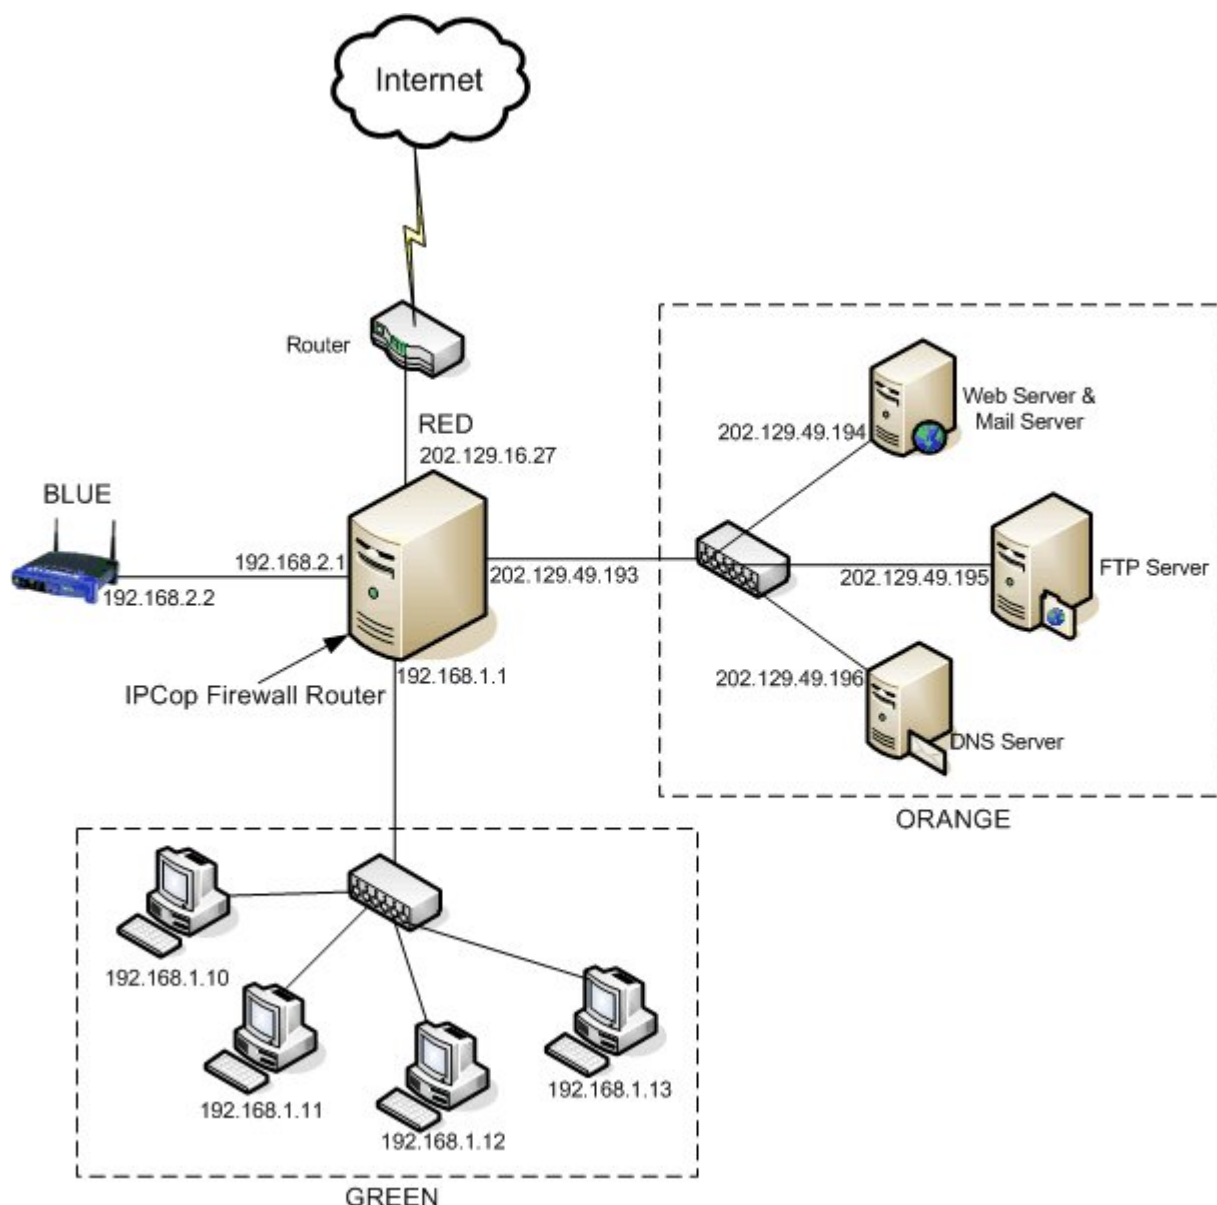 Internet
Router
RED
202.129.16.27
BLUE
192.168.2.1
192.168.2.2
202.129.49.193
192.168.1.1
IPCop Firewall Router
Web Server &
Mail Server
202.129.49.194
202.129.49.195
FTP Server
202.129.49.196
DNS Server
ORANGE
192.168.1.10
192.168.1.11
192.168.1.12
192.168.1.13
GREEN